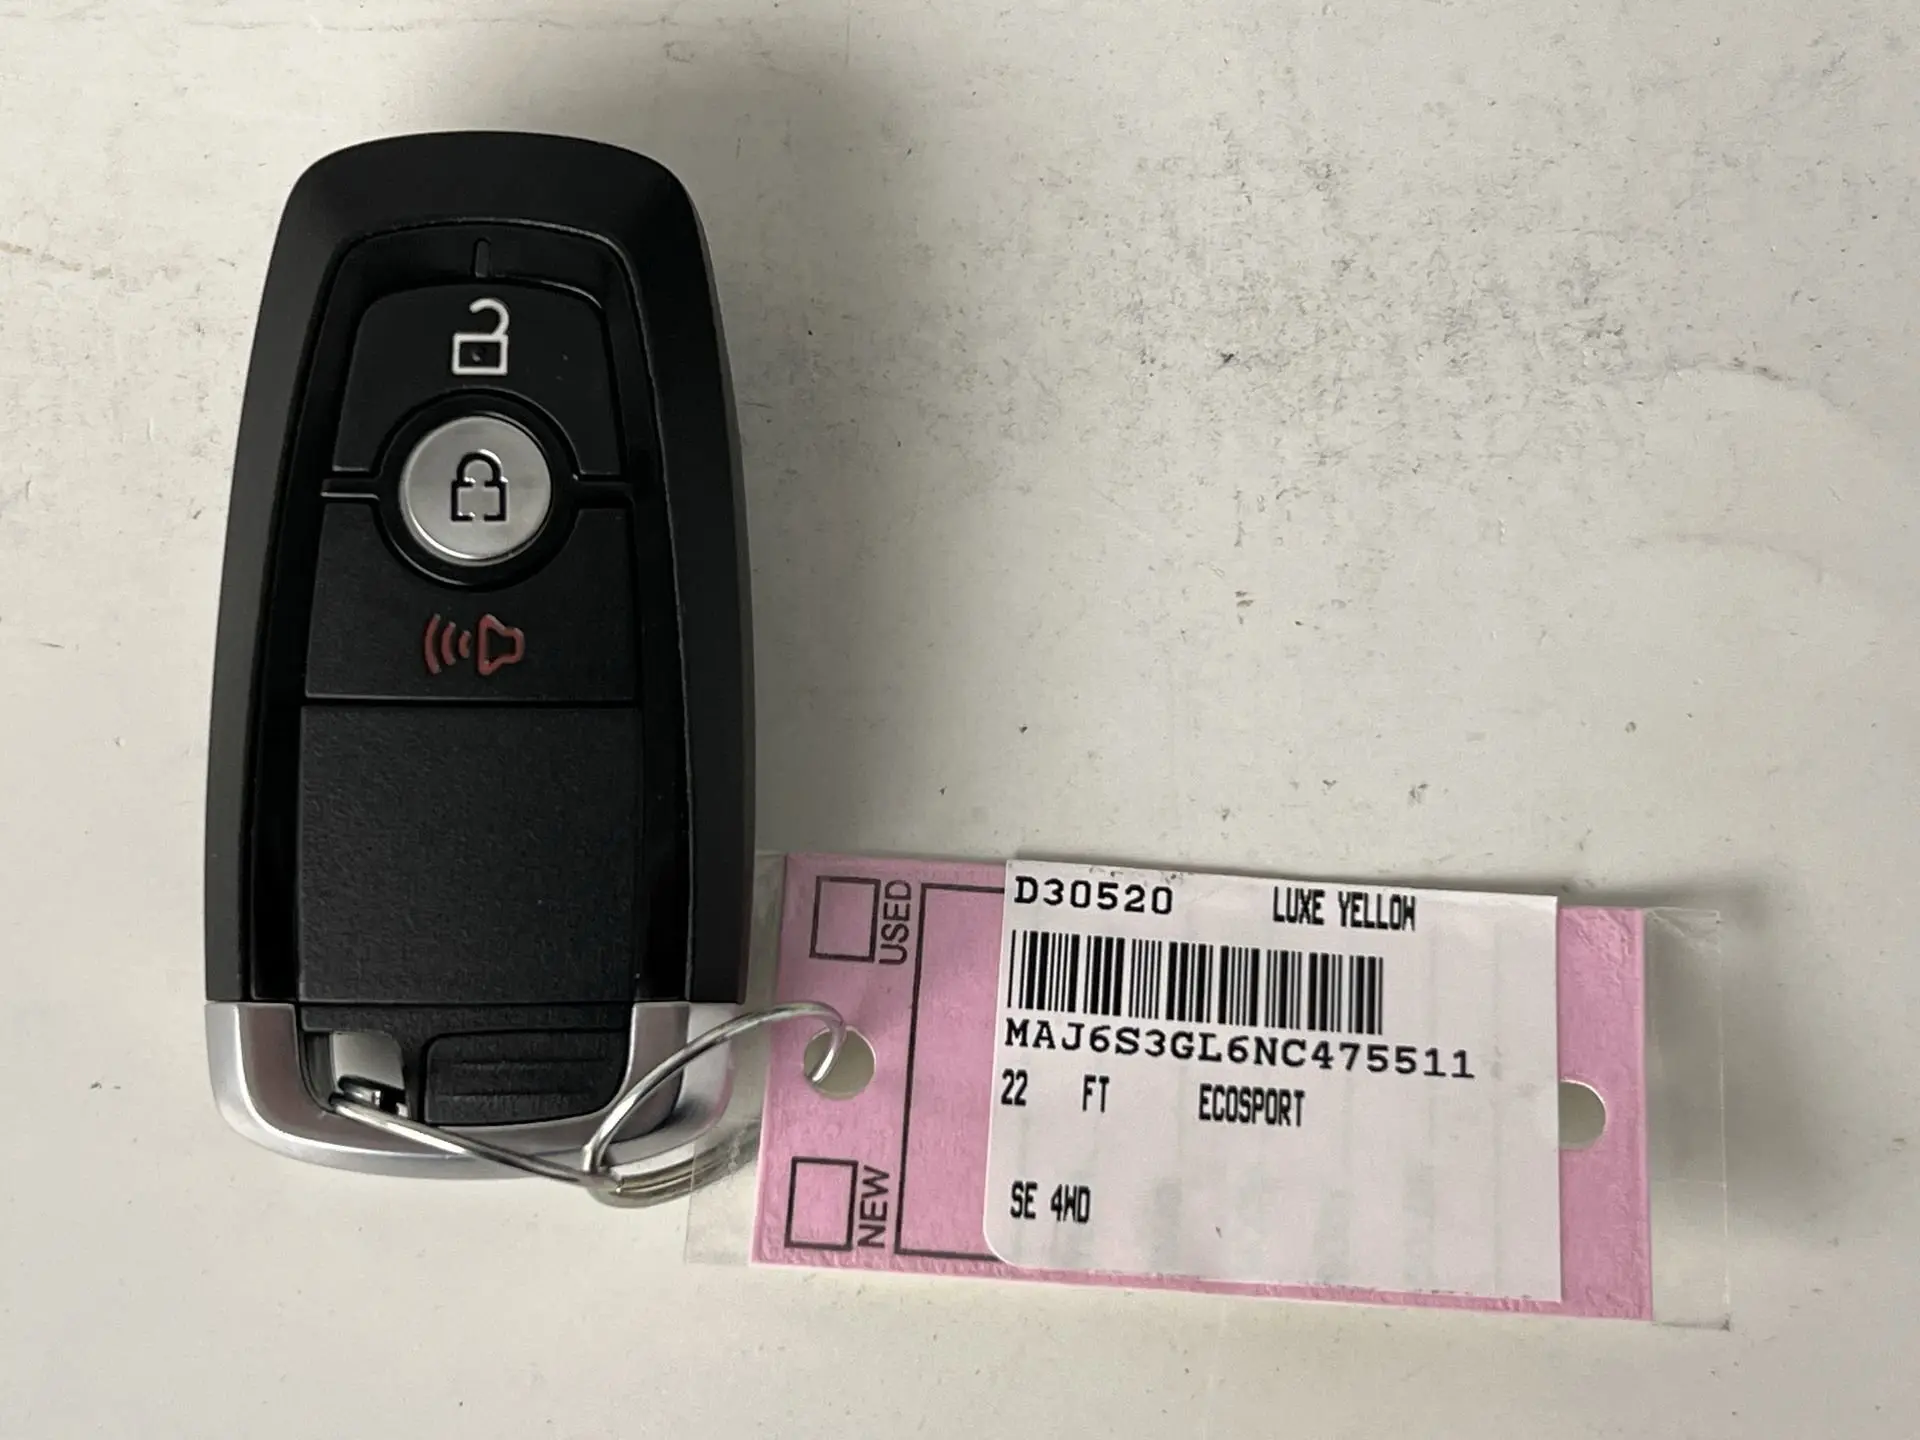 D30520 LUXE YELLOW
MAJ6S3GL6NC475511
22 FT ECOSPORT
SE 4WD
USED
NEW